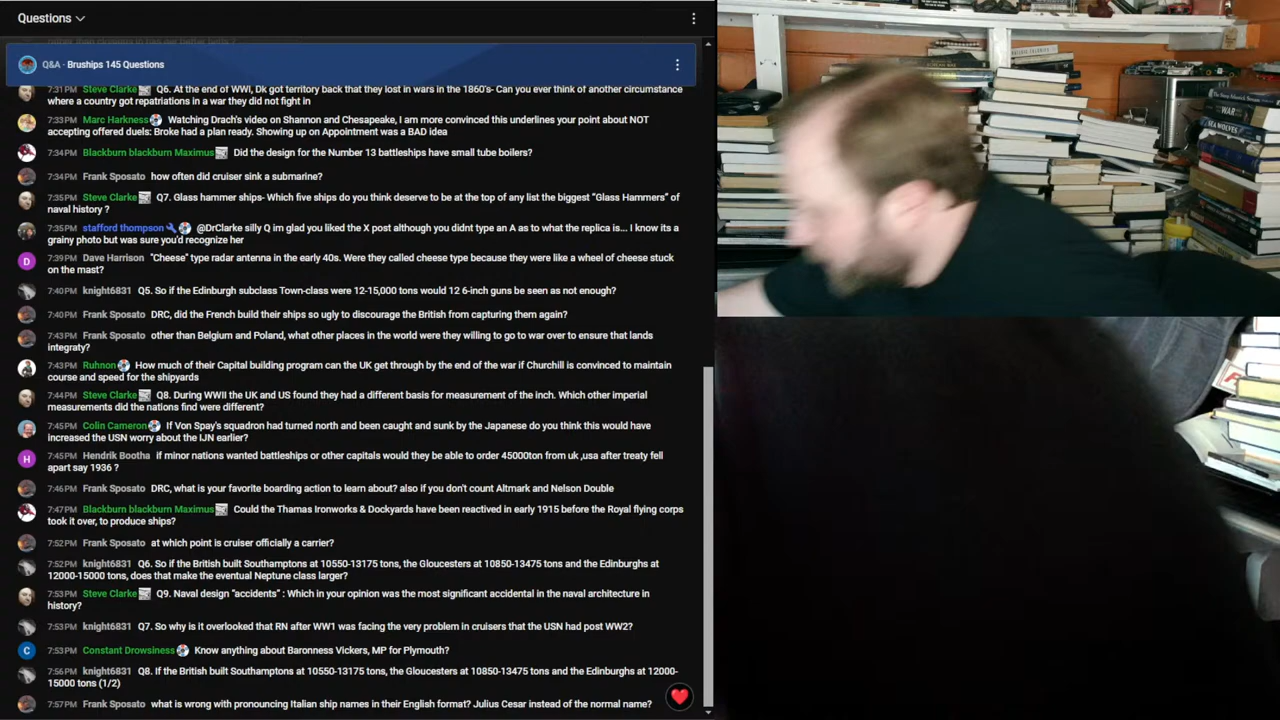 Questions
Q&A · Bruships 145 Questions
7:31 PM Steve Clarke Q6. At the end of WWI, Dk got territory back that they lost in wars in the 1860's- Can you ever think of another circumstance
where a country got repatriations in a war they did not fight in
7:33 PM Marc Harkness Watching Drach's video on Shannon and Chesapeake, I am more convinced this underlines your point about NOT
accepting offered duels: Broke had a plan ready. Showing up on Appointment was a BAD idea
7:34 PM Blackburn blackburn Maximus Did the design for the Number 13 battleships have small tube boilers?
7:34 PM Frank Sposato how often did cruiser sink a submarine?
7:35 PM Steve Clarke Q7. Glass hammer ships- Which five ships do you think deserve to be at the top of any list the biggest "Glass Hammers" of
naval history ?
7:35 PM stafford thompson @DrClarke silly Q im glad you liked the X post although you didnt type an A as to what the replica is... I know its a
grainy photo but was sure you'd recognize her
D 7:39 PM Dave Harrison "Cheese" type radar antenna in the early 40s. Were they called cheese type because they were like a wheel of cheese stuck
on the mast?
7:40 PM knight6831 Q5. So if the Edinburgh subclass Town-class were 12-15,000 tons would 12 6-inch guns be seen as not enough?
7:40 PM Frank Sposato DRC, did the French build their ships so ugly to discourage the British from capturing them again?
7:43 PM Frank Sposato other than Belgium and Poland, what other places in the world were they willing to go to war over to ensure that lands
integraty?
7:43 PM Ruhnon How much of their Capital building program can the UK get through by the end of the war if Churchill is convinced to maintain
course and speed for the shipyards
7:44 PM Steve Clarke Q8. During WWII the UK and US found they had a different basis for measurement of the inch. Which other imperial
measurements did the nations find were different?
7:45 PM Colin Cameron If Von Spay's squadron had turned north and been caught and sunk by the Japanese do you think this would have
increased the USN worry about the IJN earlier?
H 7:45 PM Hendrik Bootha if minor nations wanted battleships or other capitals would they be able to order 45000ton from uk ,usa after treaty fell
apart say 1936 ?
7:46 PM Frank Sposato DRC, what is your favorite boarding action to learn about? also if you don't count Altmark and Nelson Double
7:47 PM Blackburn blackburn Maximus Could the Thamas Ironworks & Dockyards have been reactived in early 1915 before the Royal flying corps
took it over, to produce ships?
7:52 PM Frank Sposato at which point is cruiser officially a carrier?
7:52 PM knight6831 Q6. So if the British built Southamptons at 10550-13175 tons, the Gloucesters at 10850-13475 tons and the Edinburghs at
12000-15000 tons, does that make the eventual Neptune class larger?
7:53 PM Steve Clarke Q9. Naval design "accidents" : Which in your opinion was the most significant accidental in the naval architecture in
history?
7:53 PM knight6831 Q7. So why is it overlooked that RN after WW1 was facing the very problem in cruisers that the USN had post WW2?
C 7:53 PM Constant Drowsiness Know anything about Baronness Vickers, MP for Plymouth?
7:56 PM knight6831 Q8. If the British built Southamptons at 10550-13175 tons, the Gloucesters at 10850-13475 tons and the Edinburghs at 12000-
15000 tons (1/2)
7:57 PM Frank Sposato what is wrong with pronouncing Italian ship names in their English format? Julius Cesar instead of the normal name?
WAR
SEA WOLVES